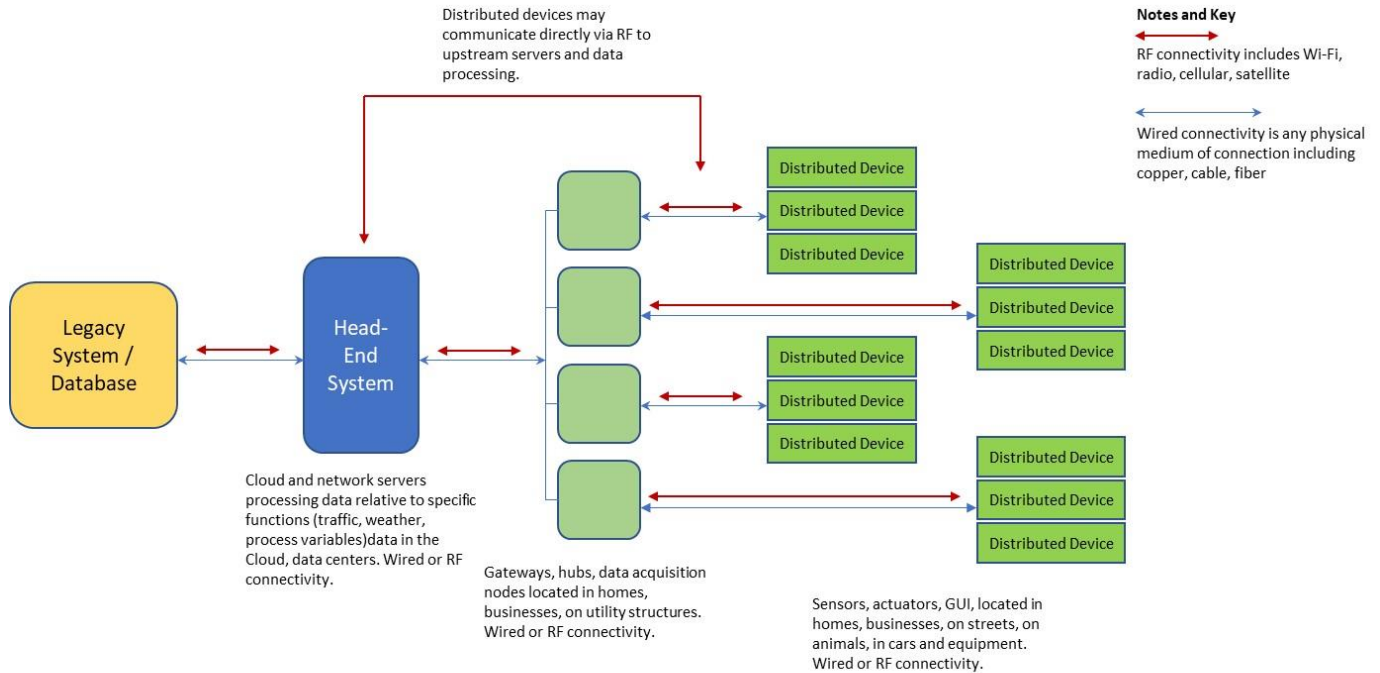 Distributed devices may
communicate directly via RF to
upstream servers and data
processing.
Notes and Key
RF connectivity includes Wi-Fi,
radio, cellular, satellite
Wired connectivity is any physical
medium of connection including
copper, cable, fiber
Legacy
System /
Database
Head-
End
System
Distributed Device
Distributed Device
Distributed Device
Distributed Device
Distributed Device
Distributed Device
Distributed Device
Distributed Device
Distributed Device
Distributed Device
Distributed Device
Distributed Device
Cloud and network servers
processing data relative to specific
functions (traffic, weather,
process variables)data in the
Cloud, data centers. Wired or RF
connectivity.
Gateways, hubs, data acquisition
nodes located in homes,
businesses, on utility structures.
Wired or RF connectivity.
Sensors, actuators, GUI, located in
homes, businesses, on streets, on
animals, in cars and equipment.
Wired or RF connectivity.